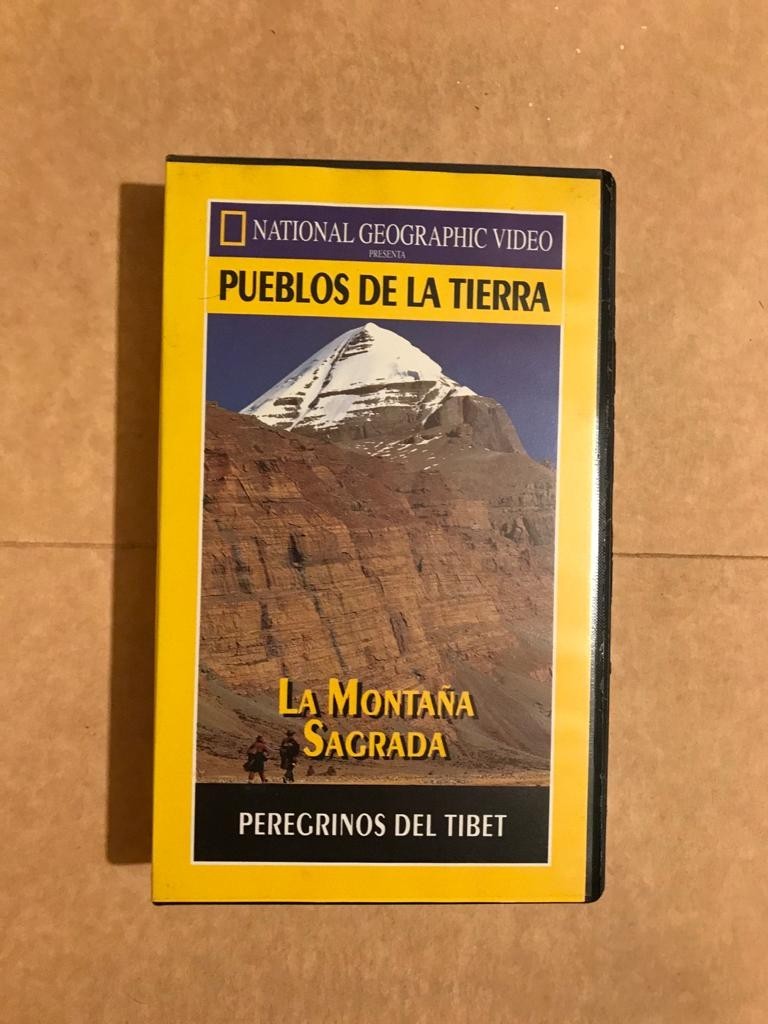 NATIONAL GEOGRAPHIC VIDEO
PRESENTA
PUEBLOS DE LA TIERRA
LA MONTAÑA
SAGRADA
PEREGRINOS DEL TIBET